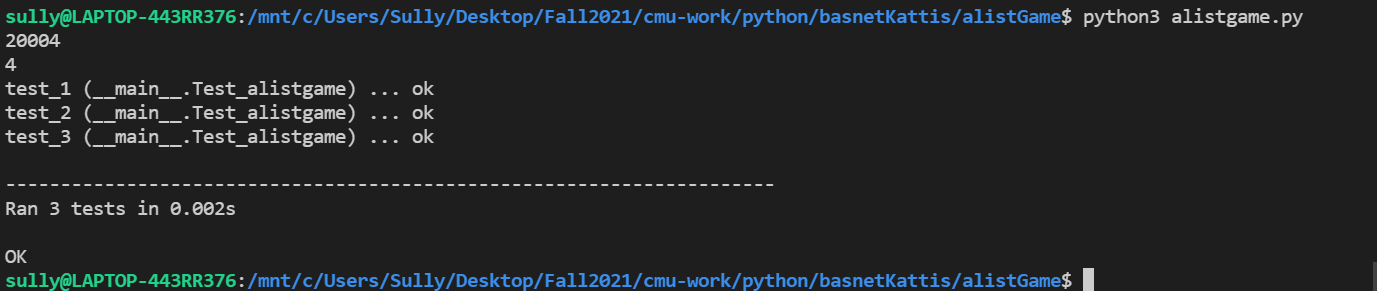 sully@LAPTOP-443RR376:/mnt/c/Users/Sully/Desktop/Fall2021/cmu-work/python/basnetKattis/alistGame$ python3 alistgame.py
20004
4
test_1 (__main__.Test_alistgame) ... ok
test_2 (__main__.Test_alistgame) ... ok
test_3 (__main__.Test_alistgame) ... ok
----------------------------------------------------------------------
Ran 3 tests in 0.002s
OK
sully@LAPTOP-443RR376:/mnt/c/Users/Sully/Desktop/Fall2021/cmu-work/python/basnetKattis/alistGame$